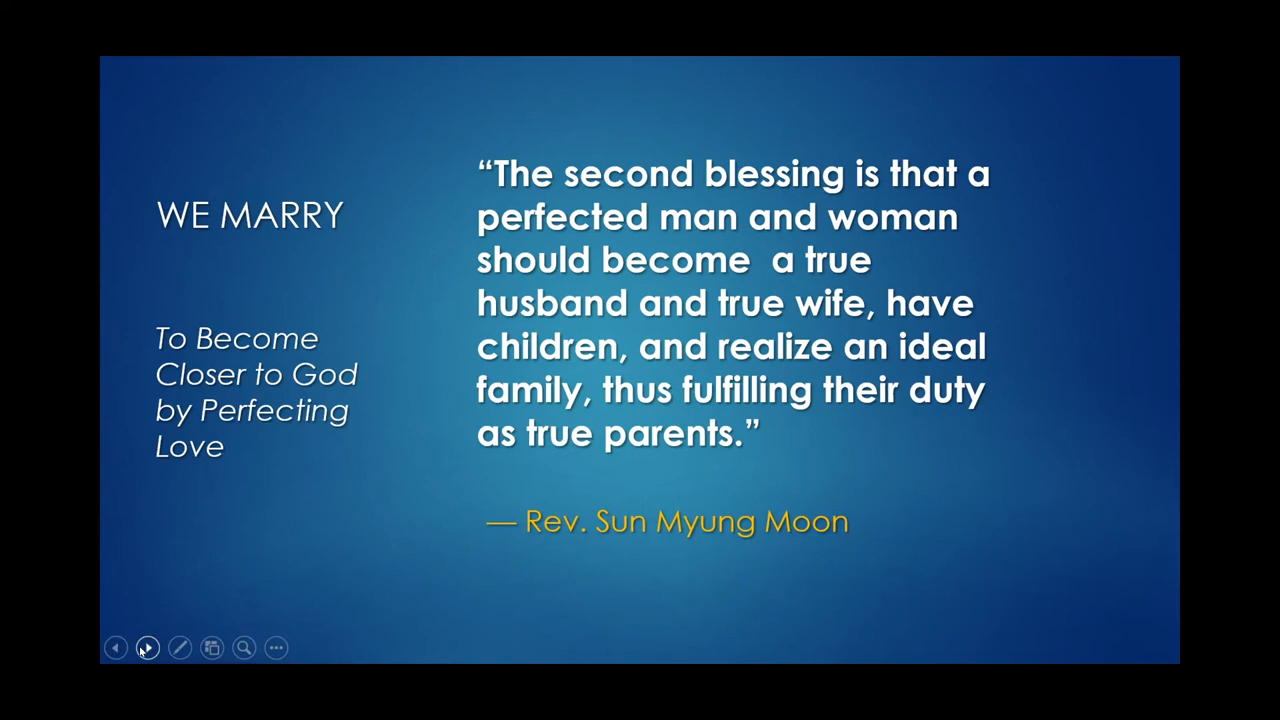 WE MARRY
To Become
Closer to God
by Perfecting
Love
“The second blessing is that a
perfected man and woman
should become  a true
husband and true wife, have
children, and realize an ideal
family, thus fulfilling their duty
as true parents.”
— Rev. Sun Myung Moon